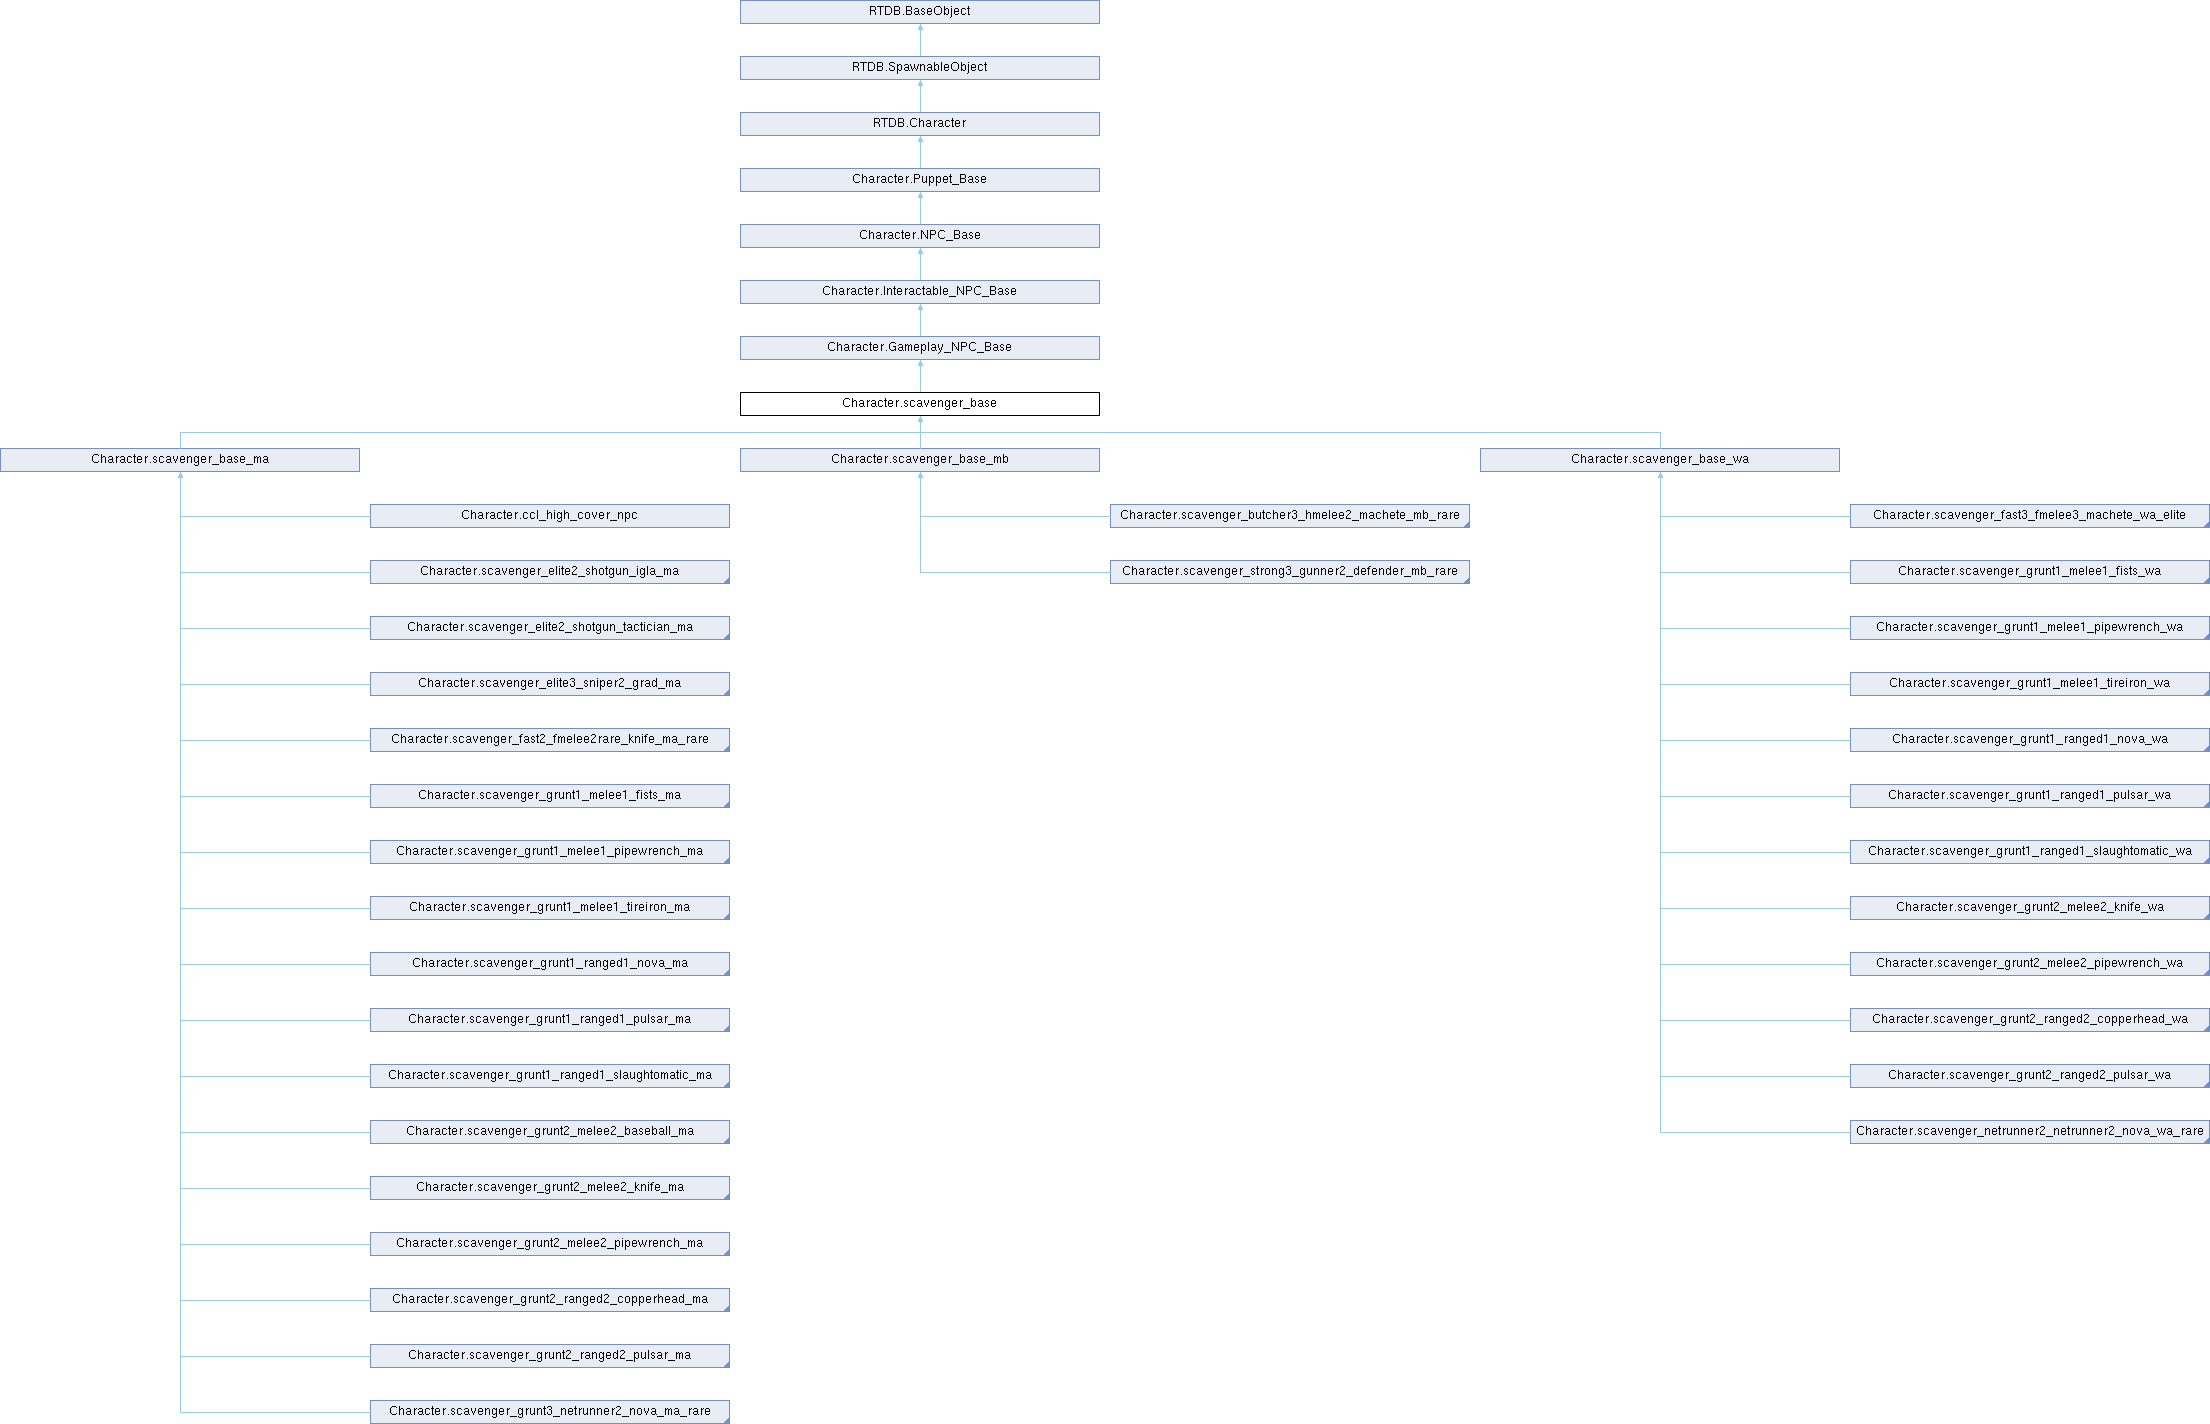 RTDB.BaseObject
RTDB.SpawnableObject
RTDB.Character
Character.Puppet_Base
Character.NPC_Base
Character.Interactable_NPC_Base
Character.Gameplay_NPC_Base
Character.scavenger_base
Character.scavenger_base_ma
Character.scavenger_base_mb
Character.scavenger_base_wa
Character.ccl_high_cover_npc
Character.scavenger_elite2_shotgun_igla_ma
Character.scavenger_elite2_shotgun_tactician_ma
Character.scavenger_elite3_sniper2_grad_ma
Character.scavenger_fast2_fmelee2rare_knife_ma_rare
Character.scavenger_grunt1_melee1_fists_ma
Character.scavenger_grunt1_melee1_pipewrench_ma
Character.scavenger_grunt1_melee1_tireiron_ma
Character.scavenger_grunt1_ranged1_nova_ma
Character.scavenger_grunt1_ranged1_pulsar_ma
Character.scavenger_grunt1_ranged1_slaughtomatic_ma
Character.scavenger_grunt2_melee2_baseball_ma
Character.scavenger_grunt2_melee2_knife_ma
Character.scavenger_grunt2_melee2_pipewrench_ma
Character.scavenger_grunt2_ranged2_copperhead_ma
Character.scavenger_grunt2_ranged2_pulsar_ma
Character.scavenger_grunt3_netrunner2_nova_ma_rare
Character.scavenger_butcher3_hmelee2_machete_mb_rare
Character.scavenger_strong3_gunner2_defender_mb_rare
Character.scavenger_fast3_fmelee3_machete_wa_elite
Character.scavenger_grunt1_melee1_fists_wa
Character.scavenger_grunt1_melee1_pipewrench_wa
Character.scavenger_grunt1_melee1_tireiron_wa
Character.scavenger_grunt1_ranged1_nova_wa
Character.scavenger_grunt1_ranged1_pulsar_wa
Character.scavenger_grunt1_ranged1_slaughtomatic_wa
Character.scavenger_grunt2_melee2_knife_wa
Character.scavenger_grunt2_melee2_pipewrench_wa
Character.scavenger_grunt2_ranged2_copperhead_wa
Character.scavenger_grunt2_ranged2_pulsar_wa
Character.scavenger_netrunner2_netrunner2_nova_wa_rare